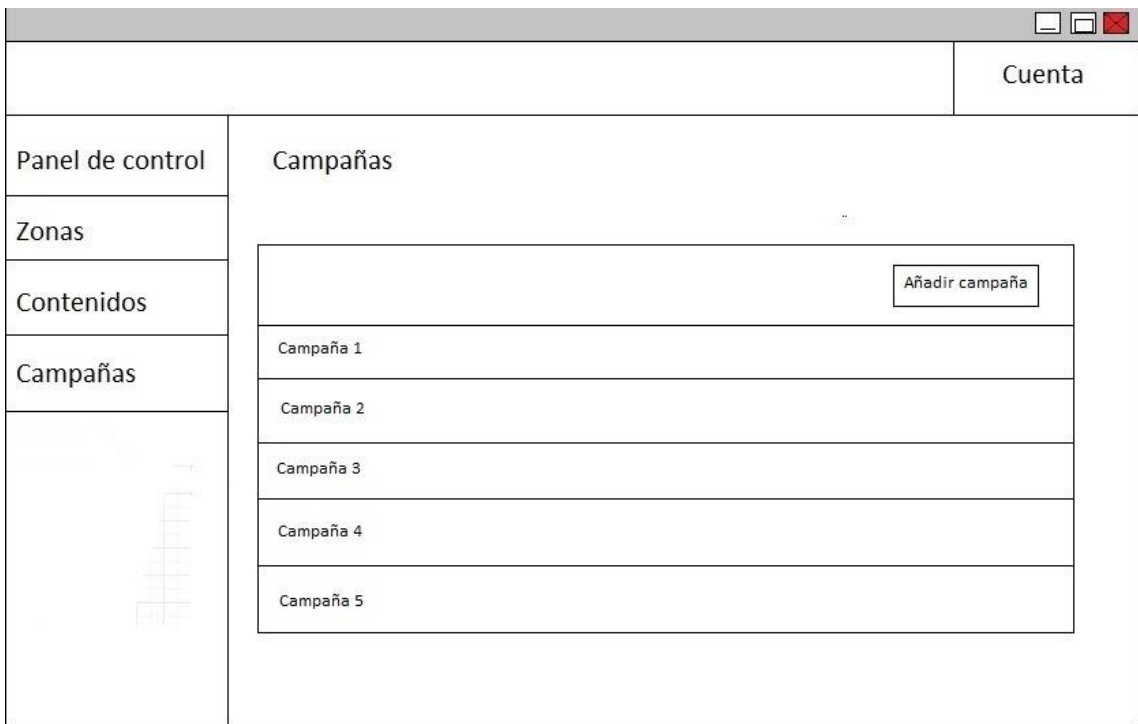 Cuenta
Panel de control
Zonas
Contenidos
Campañas
Campañas
Añadir campaña
Campaña 1
Campaña 2
Campaña 3
Campaña 4
Campaña 5